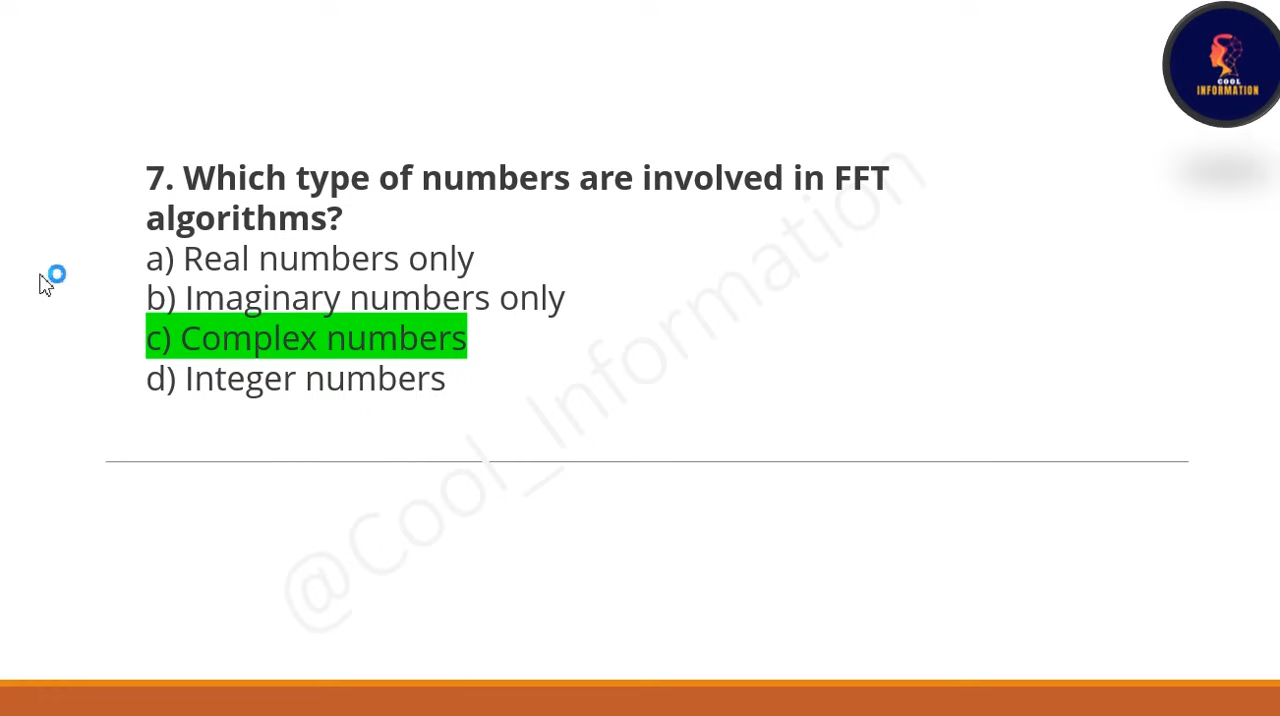 COOL
INFORMATION
7. Which type of numbers are involved in FFT
algorithms?
a) Real numbers only
b) Imaginary numbers only
c) Complex numbers
d) Integer numbers
@Cool_Information